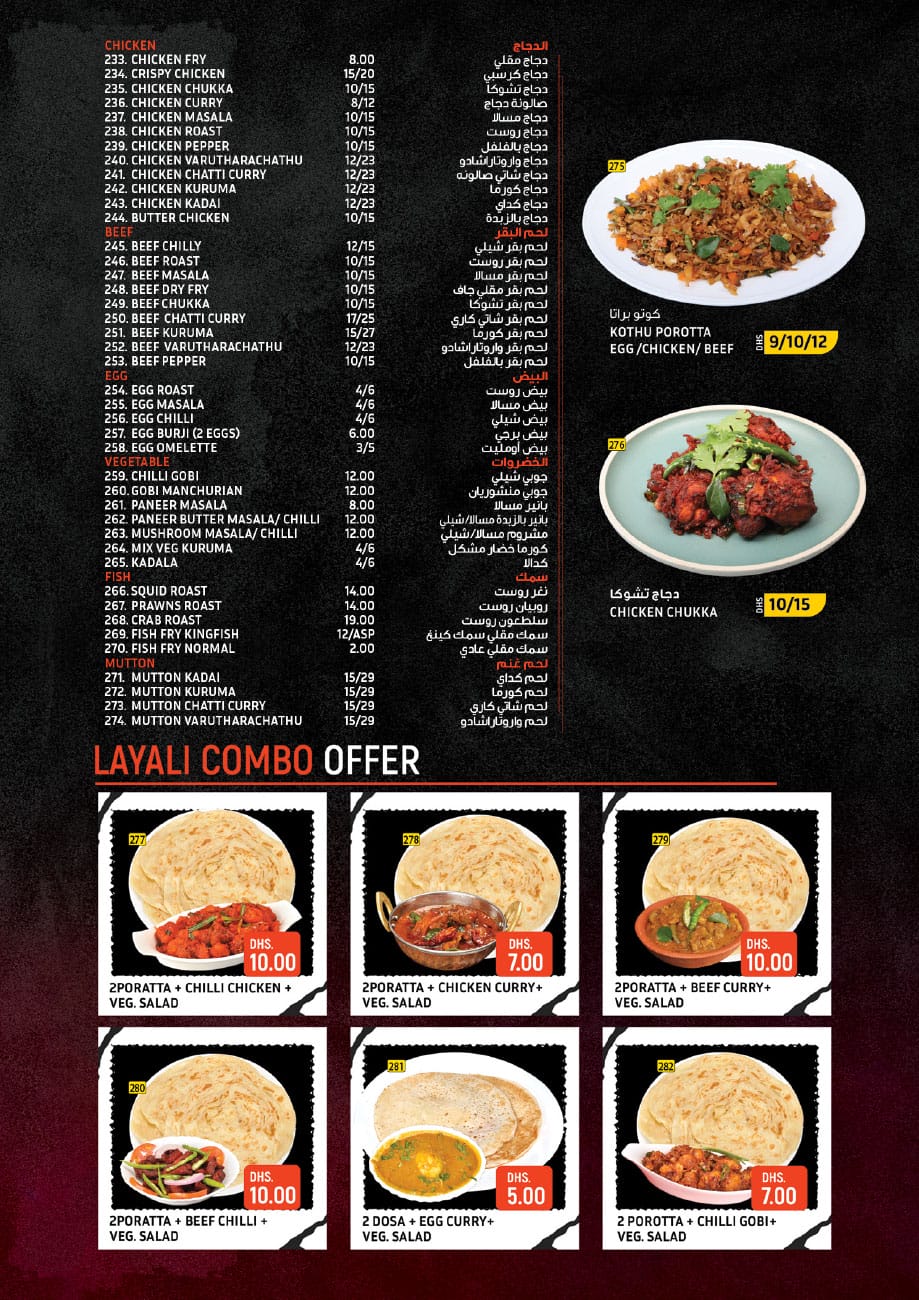 CHICKEN الدجاج
233. CHICKEN FRY 8.00 دجاج مقلي
234. CRISPY CHICKEN 15/20 دجاج كرسبي
235. CHICKEN CHUKKA 10/15 دجاج تشوكا
236. CHICKEN CURRY 8/12 صالونة دجاج
237. CHICKEN MASALA 10/15 دجاج مسالا
238. CHICKEN ROAST 10/15 دجاج روست
239. CHICKEN PEPPER 10/15 دجاج بالفلفل
240. CHICKEN VARUTHARACHATHU 12/23 دجاج واروتاراشادو
241. CHICKEN CHATTI CURRY 12/23 دجاج شاتي صالونه
242. CHICKEN KURUMA 12/23 دجاج كورما
243. CHICKEN KADAI 12/23 دجاج كداي
244. BUTTER CHICKEN 10/15 دجاج بالزبدة
BEEF لحم البقر
245. BEEF CHILLY 12/15 لحم بقر شيلي
246. BEEF ROAST 10/15 لحم بقر روست
247. BEEF MASALA 10/15 لحم بقر مسالا
248. BEEF DRY FRY 10/15 لحم بقر مقلي جاف
249. BEEF CHUKKA 10/15 لحم بقر تشوكا
250. BEEF CHATTI CURRY 17/25 لحم بقر شاتي كاري
251. BEEF KURUMA 15/27 لحم بقر كورما
252. BEEF VARUTHARACHATHU 12/23 لحم بقر واروتاراشادو
253. BEEF PEPPER 10/15 لحم بقر بالفلفل
EGG البيض
254. EGG ROAST 4/6 بيض روست
255. EGG MASALA 4/6 بيض مسالا
256. EGG CHILLI 4/6 بيض شيلي
257. EGG BURJI (2 EGGS) 6.00 بيض برجي
258. EGG OMELETTE 3/5 بيض اومليت
VEGETABLE الخضروات
259. CHILLI GOBI 12.00 جوبي شيلي
260. GOBI MANCHURIAN 12.00 جوبي منشوريان
261. PANEER MASALA 8.00 بانير مسالا
262. PANEER BUTTER MASALA/ CHILLI 12.00 بانير بالزبدة مسالا/شيلي
263. MUSHROOM MASALA/ CHILLI 12.00 مشروم مسالا/شيلي
264. MIX VEG KURUMA 4/6 كورما خضار مشكل
265. KADALA 4/6 كدالا
FISH سمك
266. SQUID ROAST 14.00 نغر روست
267. PRAWNS ROAST 14.00 روبيان روست
268. CRAB ROAST 19.00 سلطعون روست
269. FISH FRY KINGFISH 12/ASP سمك مقلي سمك كينغ
270. FISH FRY NORMAL 2.00 سمك مقلي عادي
MUTTON لحم غنم
271. MUTTON KADAI 15/29 لحم كداي
272. MUTTON KURUMA 15/29 لحم كورما
273. MUTTON CHATTI CURRY 15/29 لحم شاتي كاري
274. MUTTON VARUTHARACHATHU 15/29 لحم واروتاراشادو
275
كوتو براتا
KOTHU POROTTA
EGG /CHICKEN/ BEEF
DHS 9/10/12
276
دجاج تشوكا
CHICKEN CHUKKA
DHS 10/15
LAYALI COMBO OFFER
277
DHS.
10.00
2PORATTA + CHILLI CHICKEN +
VEG. SALAD
278
DHS.
7.00
2PORATTA + CHICKEN CURRY+
VEG. SALAD
279
DHS.
10.00
2PORATTA + BEEF CURRY+
VEG. SALAD
280
DHS.
10.00
2PORATTA + BEEF CHILLI +
VEG. SALAD
281
DHS.
5.00
2 DOSA + EGG CURRY+
VEG. SALAD
282
DHS.
7.00
2 POROTTA + CHILLI GOBI+
VEG. SALAD